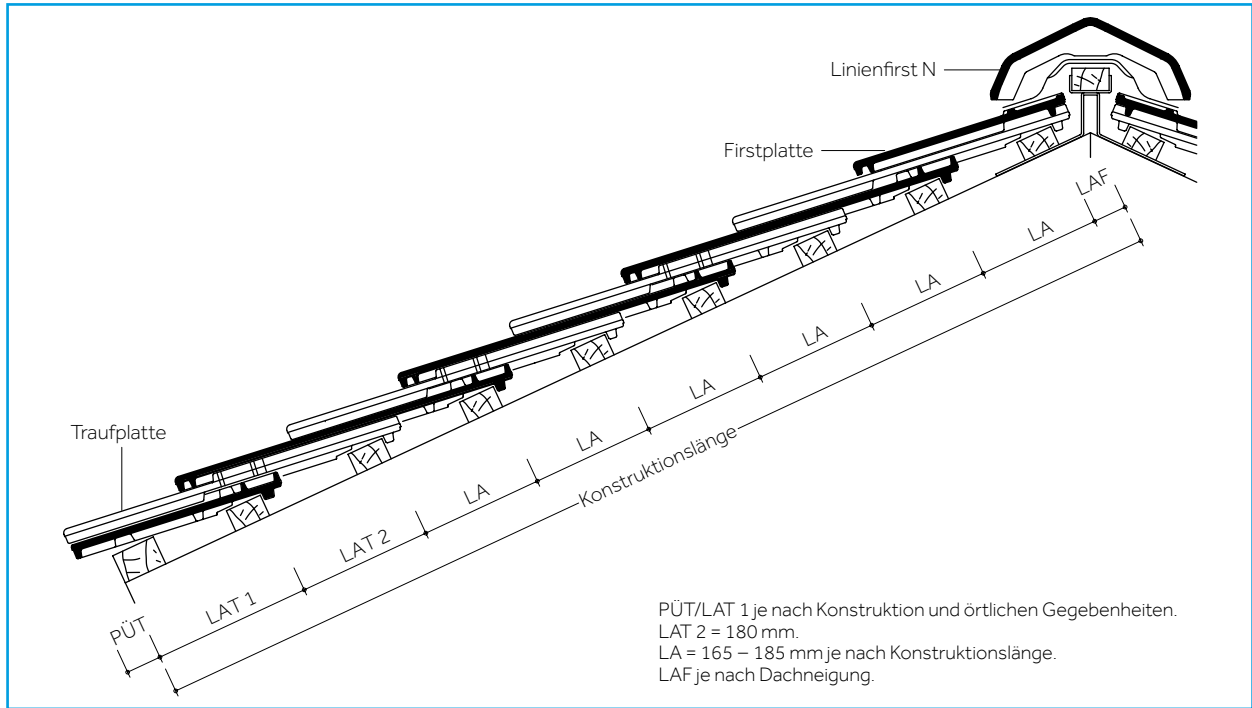 Linienfirst N
Firstplatte
Traufplatte
PÜT
LAT 1
LAT 2
LA
LA
LA
LA
LA
LA
LAF
Konstruktionslänge
PÜT/LAT 1 je nach Konstruktion und örtlichen Gegebenheiten.
LAT 2 = 180 mm.
LA = 165 – 185 mm je nach Konstruktionslänge.
LAF je nach Dachneigung.